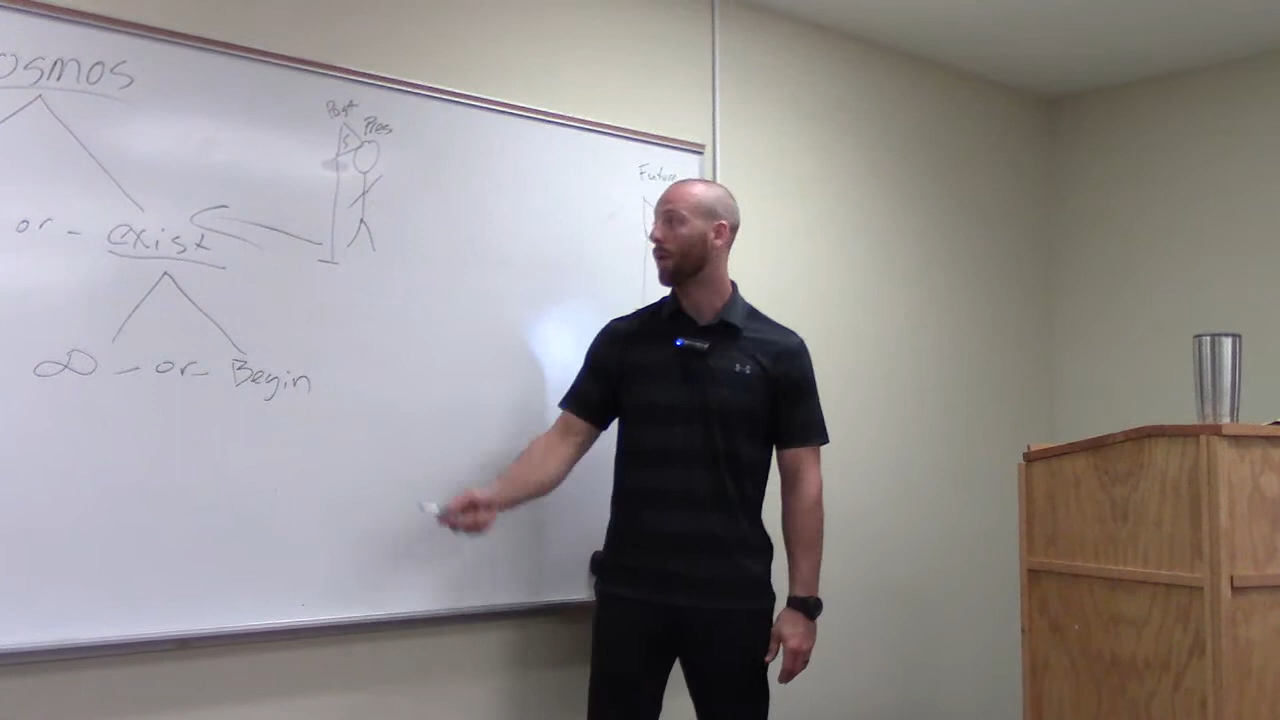 OSMOS
Past
Pres
S
Future
or - exist
∞ - or - Begin